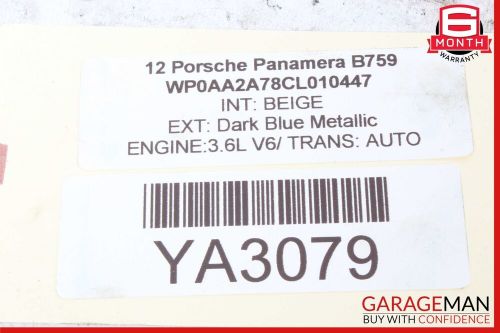 6
MONTH
WARRANTY
12 Porsche Panamera B759
WP0AA2A78CL010447
INT: BEIGE
EXT: Dark Blue Metallic
ENGINE:3.6L V6/ TRANS: AUTO
YA3079
GARAGEMAN
BUY WITH CONFIDENCE